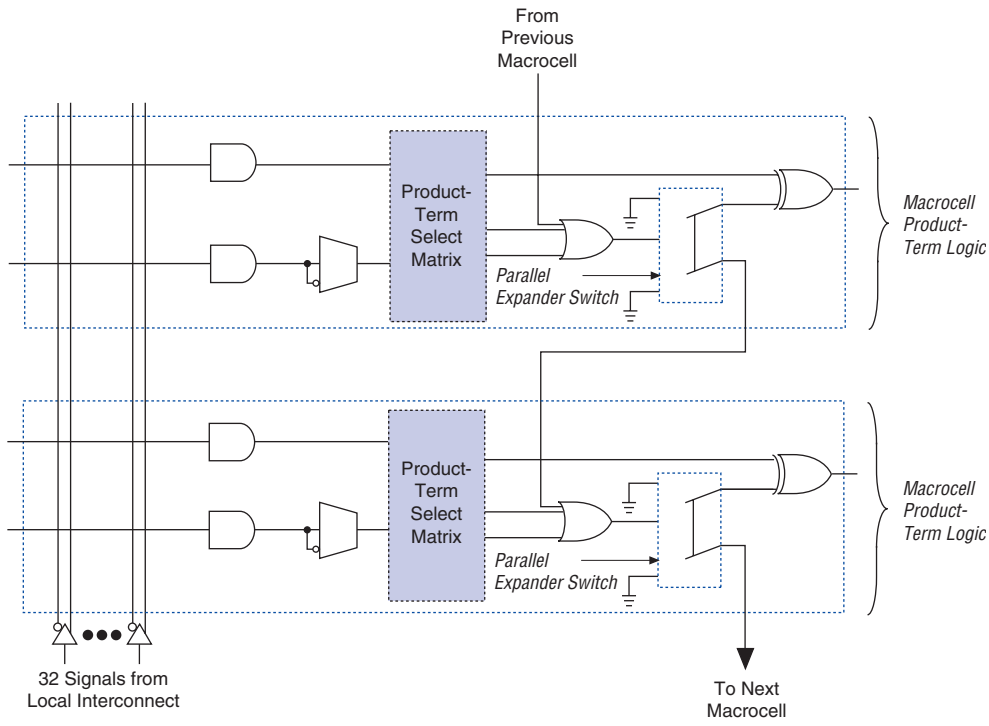 From
Previous
Macrocell
Product-
Term
Select
Matrix
Parallel
Expander Switch
Macrocell
Product-
Term Logic
Product-
Term
Select
Matrix
Parallel
Expander Switch
Macrocell
Product-
Term Logic
32 Signals from
Local Interconnect
To Next
Macrocell